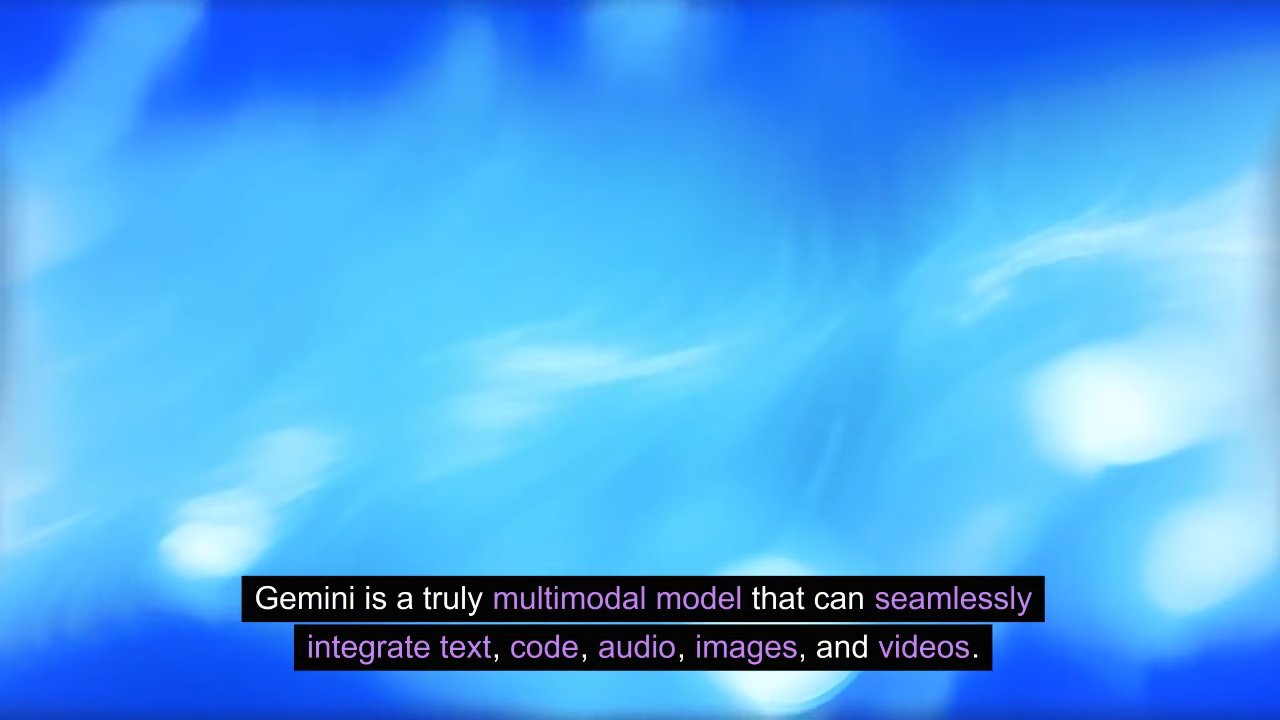 Gemini is a truly multimodal model that can seamlessly
integrate text, code, audio, images, and videos.